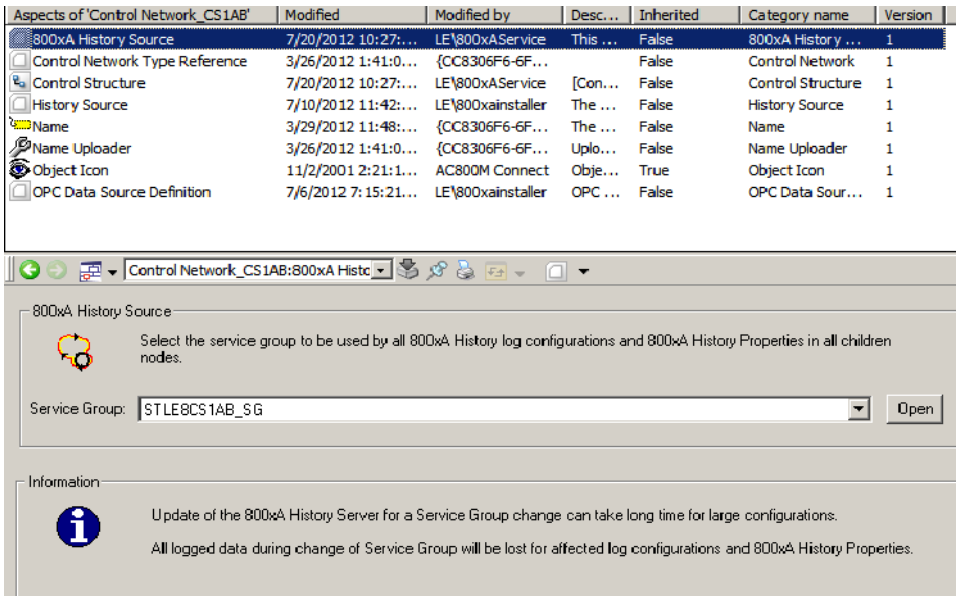 Aspects of 'Control Network_CS1AB' Modified Modified by Desc... Inherited Category name Version
800xA History Source 7/20/2012 10:27:... LE\800xAService This ... False 800xA History ... 1
Control Network Type Reference 3/26/2012 1:41:0... {CC8306F6-6F... False Control Network 1
Control Structure 7/20/2012 10:27:... LE\800xAService [Con... False Control Structure 1
History Source 7/10/2012 11:42:... LE\800xainstaller The ... False History Source 1
Name 3/29/2012 11:48:... {CC8306F6-6F... The ... False Name 1
Name Uploader 3/26/2012 1:41:0... {CC8306F6-6F... Uplo... False Name Uploader 1
Object Icon 11/2/2001 2:21:1... AC800M Connect Obje... True Object Icon 1
OPC Data Source Definition 7/6/2012 7:15:21... LE\800xainstaller OPC ... False OPC Data Sour... 1
Control Network_CS1AB:800xA Histc
800xA History Source
Select the service group to be used by all 800xA History log configurations and 800xA History Properties in all children
nodes.
Service Group: STLE8CS1AB_SG Open
Information
Update of the 800xA History Server for a Service Group change can take long time for large configurations.
All logged data during change of Service Group will be lost for affected log configurations and 800xA History Properties.